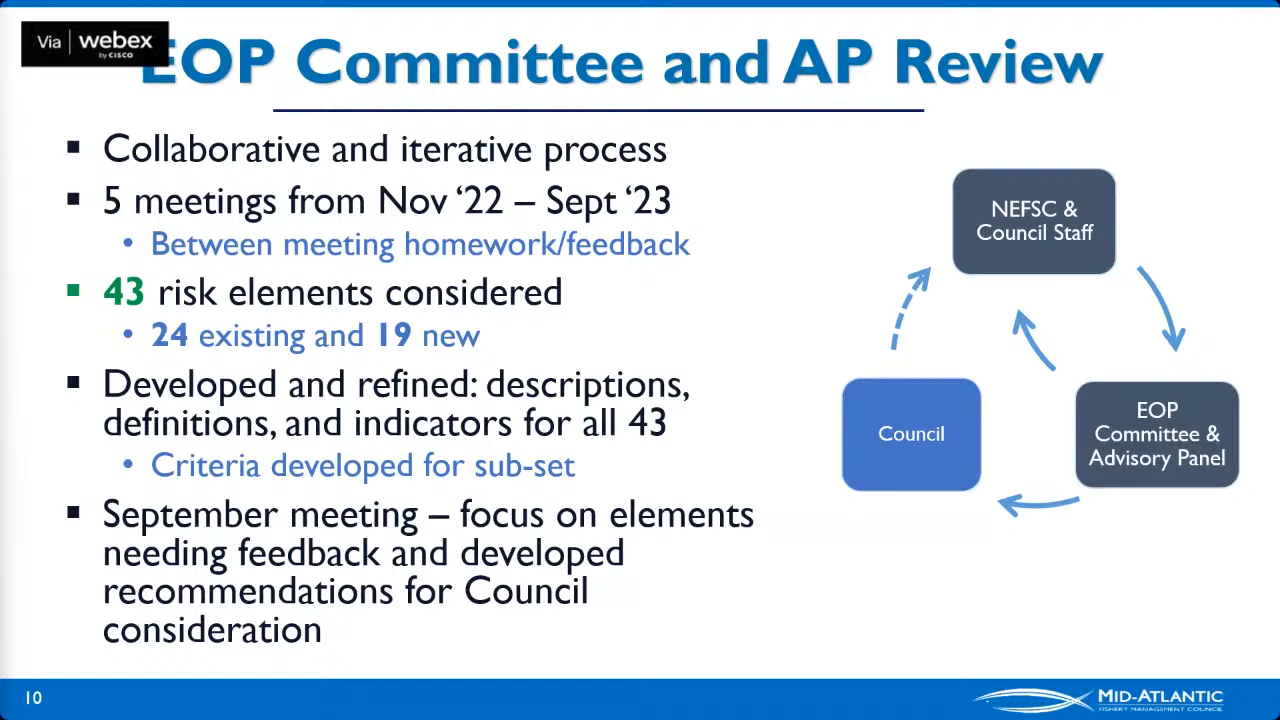 Via webex
by CISCO
EOP Committee and AP Review
▪ Collaborative and iterative process
▪ 5 meetings from Nov ‘22 – Sept ‘23
• Between meeting homework/feedback
▪ 43 risk elements considered
• 24 existing and 19 new
▪ Developed and refined: descriptions,
definitions, and indicators for all 43
• Criteria developed for sub-set
▪ September meeting – focus on elements
needing feedback and developed
recommendations for Council
consideration
NEFSC &
Council Staff
Council
EOP
Committee &
Advisory Panel
10
MID-ATLANTIC
FISHERY MANAGEMENT COUNCIL